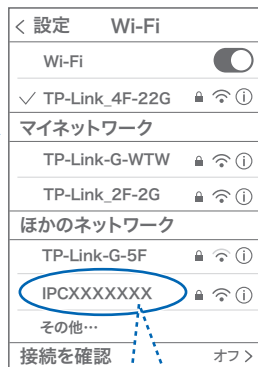 < 設定 Wi-Fi
Wi-Fi
TP-Link_4F-22G
マイネットワーク
TP-Link-G-WTW
TP-Link_2F-2G
ほかのネットワーク
TP-Link-G-5F
IPCXXXXXXX
その他…
接続を確認 オフ >